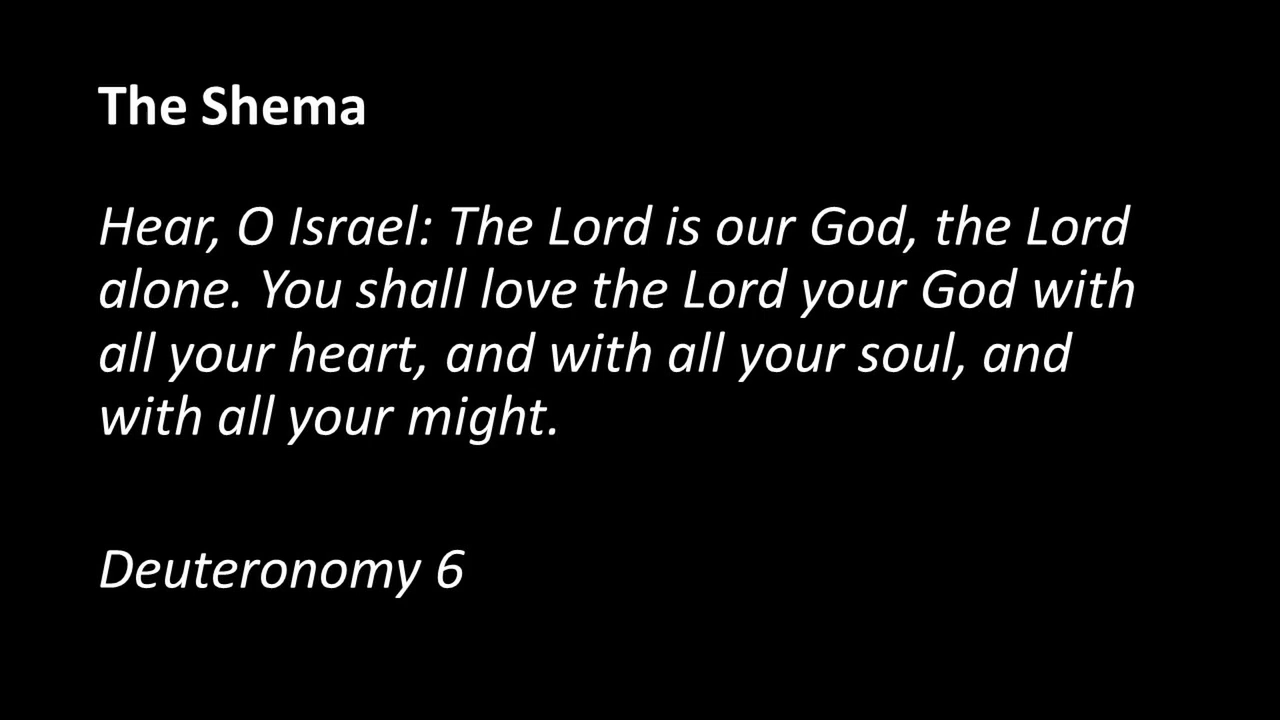 The Shema
Hear, O Israel: The Lord is our God, the Lord
alone. You shall love the Lord your God with
all your heart, and with all your soul, and
with all your might.
Deuteronomy 6